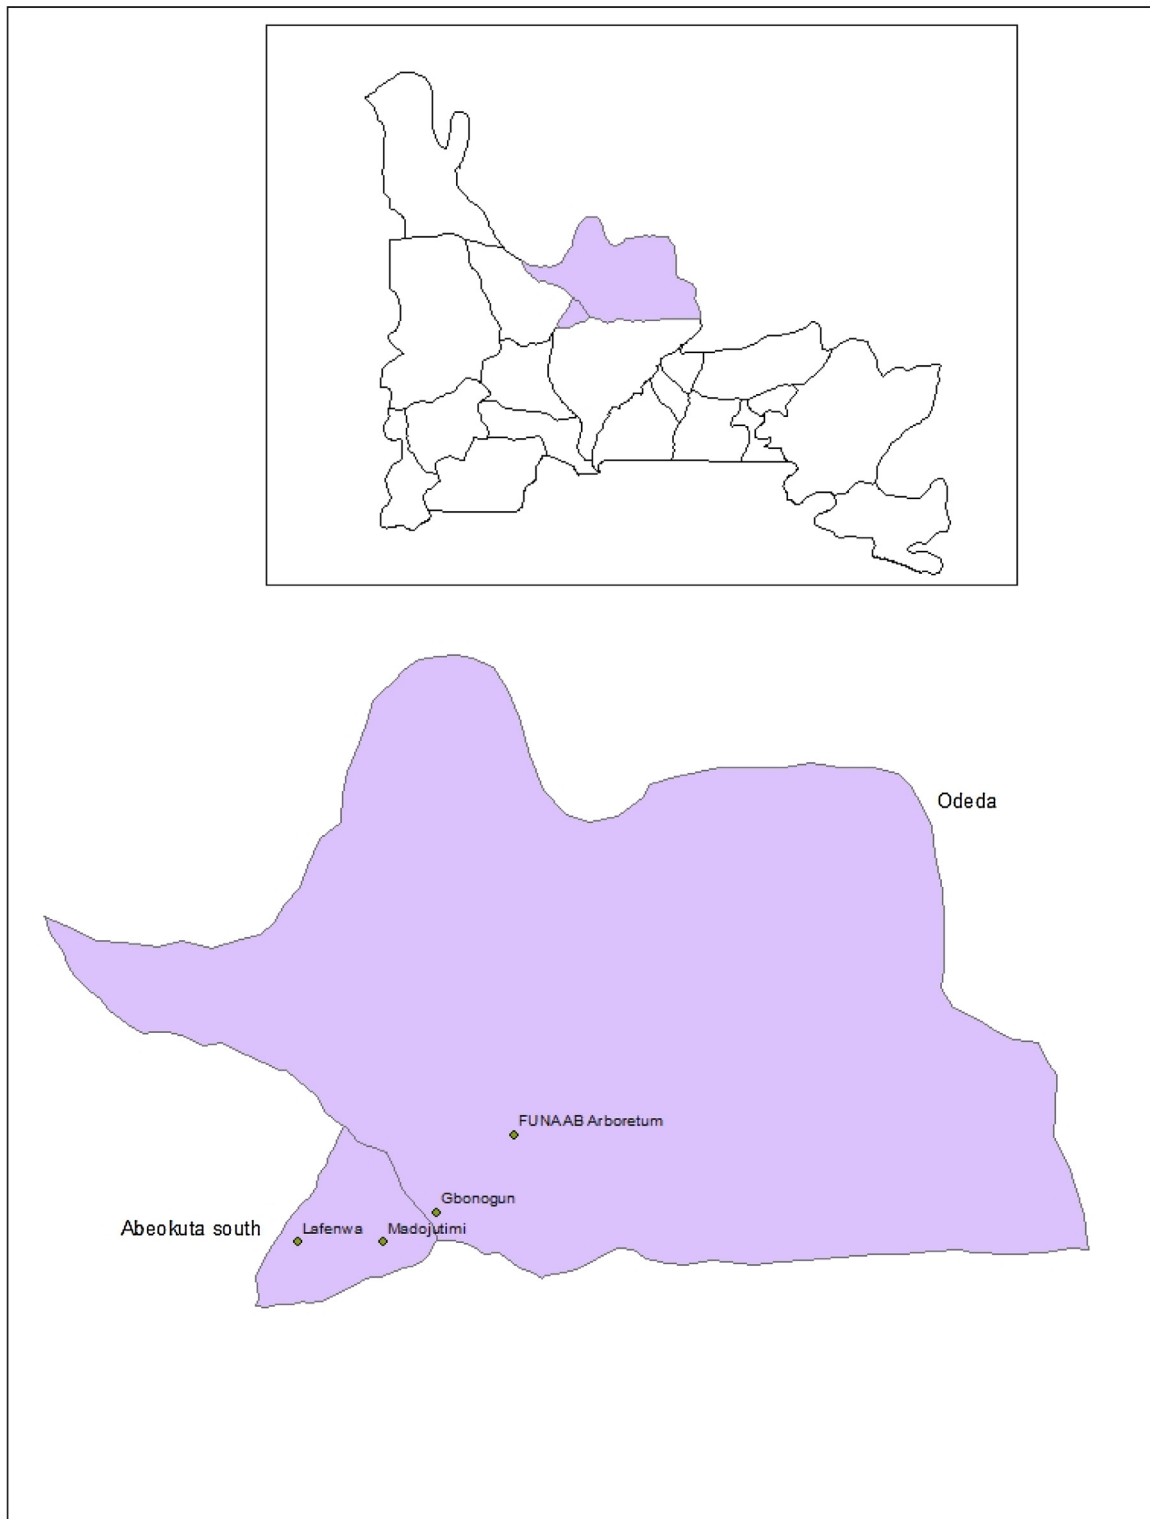 Odeda
FUNAAB Arboretum
Gbonogun
Abeokuta south
Lafenwa
Madojutimi